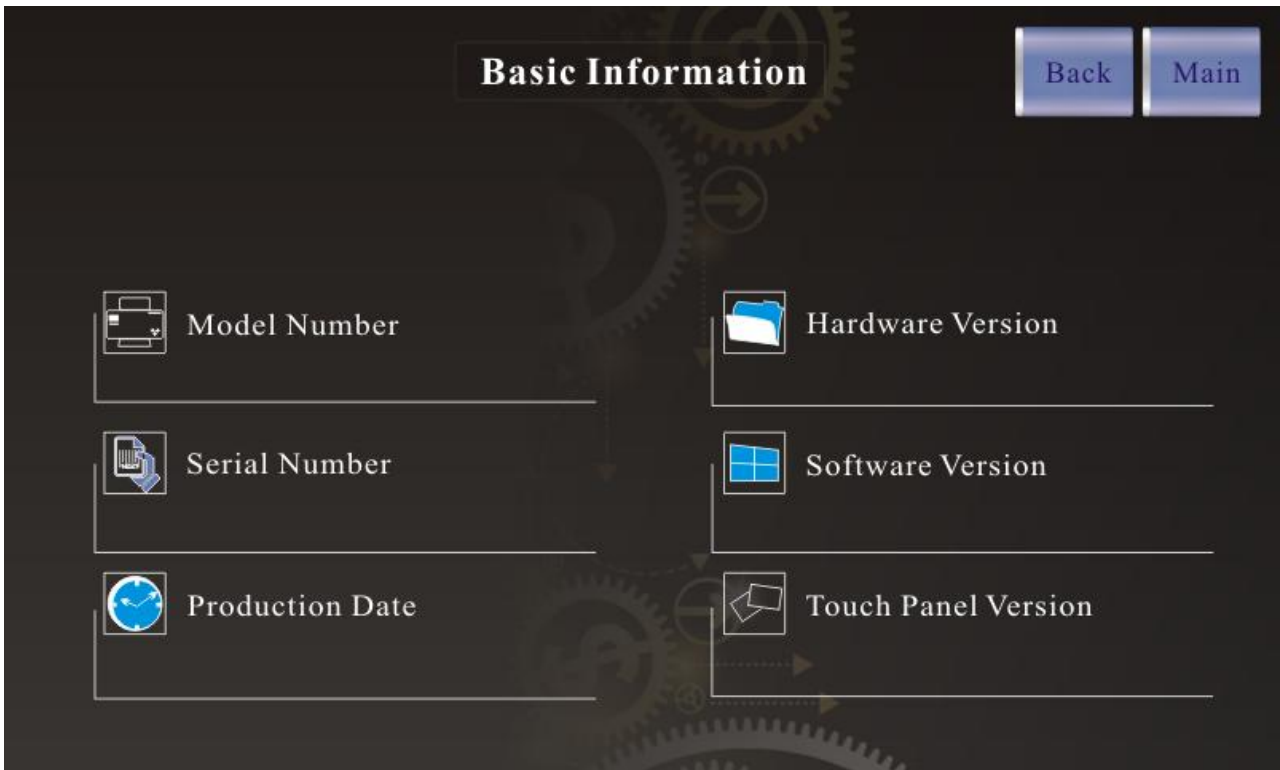 Basic Information
Back
Main
Model Number
Hardware Version
Serial Number
Software Version
Production Date
Touch Panel Version